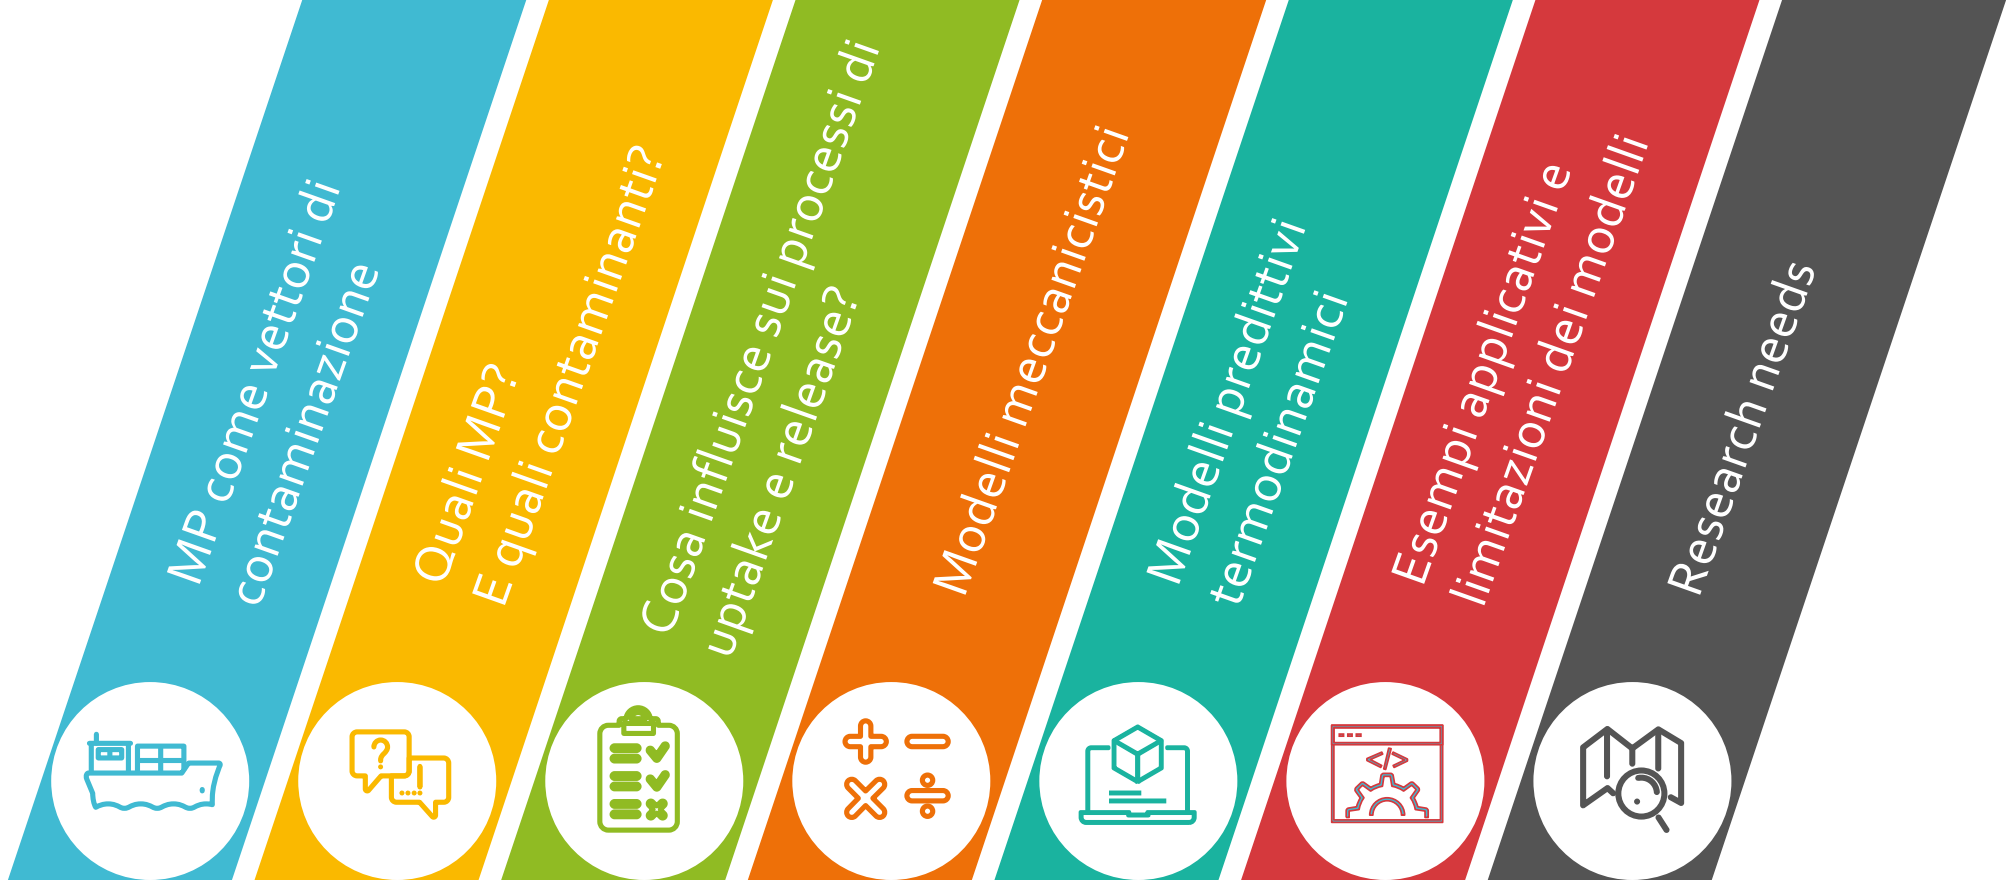 MP come vettori di
contaminazione
Quali MP?
E quali contaminanti?
Cosa influisce sui processi di
uptake e release?
Modelli meccanicistici
Modelli predittivi
termodinamici
Esempi applicativi e
limitazioni dei modelli
Research needs